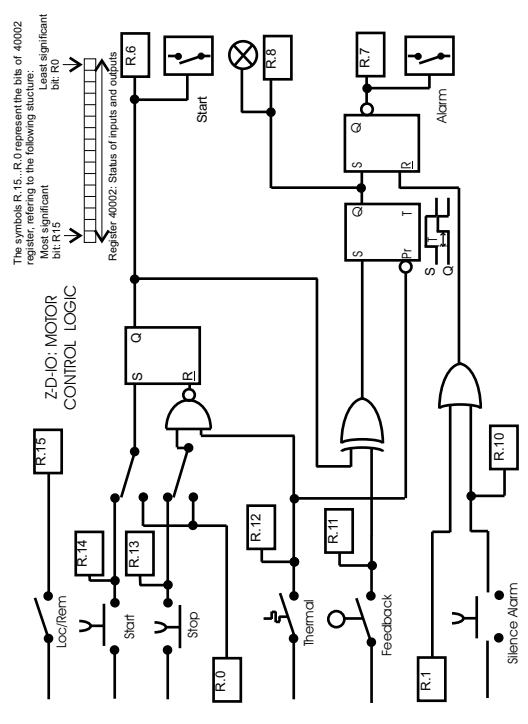 The symbols R.15...R.0 represent the bits of 40002
register, refering to the following stucture:
Most significant
bit: R15
Least significant
bit: R0
Register 40002: Status of inputs and outputs
Z-D-IO: MOTOR
CONTROL LOGIC
R.15
Loc/Rem
R.14
Start
R.13
Stop
R.0
S
Q
R
R.6
Start
R.12
Thermal
R.11
Feedback
R.8
S
Q
Pr
T
S
Q
T
S
Q
R
R.7
Alarm
R.1
Silence Alarm
R.10